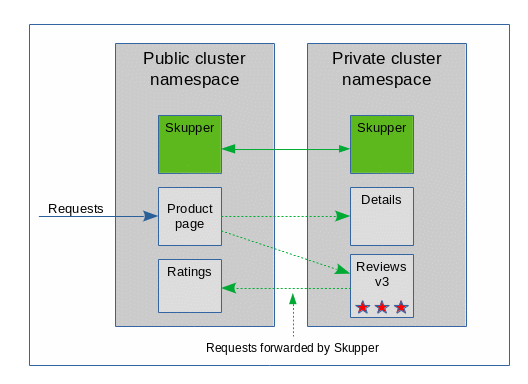 Public cluster
namespace
Private cluster
namespace
Skupper
Skupper
Requests
Product
page
Details
Ratings
Reviews
v3
Requests forwarded by Skupper